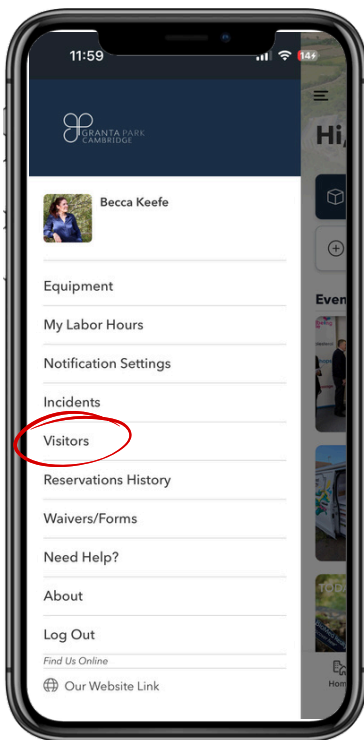 11:59
14
GRANTA PARK
CAMBRIDGE
Hi,
Becca Keefe
Equipment
My Labor Hours
Even
Notification Settings
Incidents
Visitors
Reservations History
Waivers/Forms
Need Help?
TOD
About
Log Out
Find Us Online
Our Website Link
Hom